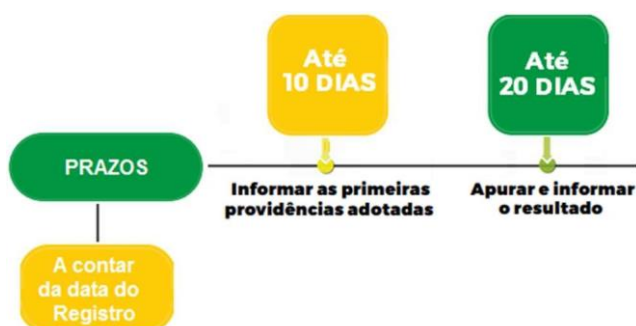 Até
10 DIAS
Até
20 DIAS
PRAZOS
Informar as primeiras
providências adotadas
Apurar e informar
o resultado
A contar
da data do
Registro